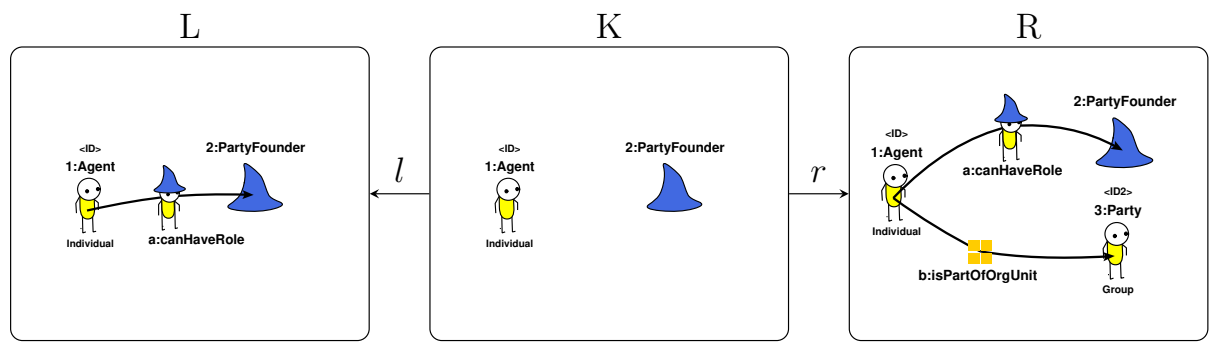 L
K
R
<ID>
1:Agent
2:PartyFounder
Individual
a:canHaveRole
l
<ID>
1:Agent
2:PartyFounder
Individual
r
<ID>
1:Agent
2:PartyFounder
a:canHaveRole
Individual
<ID2>
3:Party
b:isPartOfOrgUnit
Group